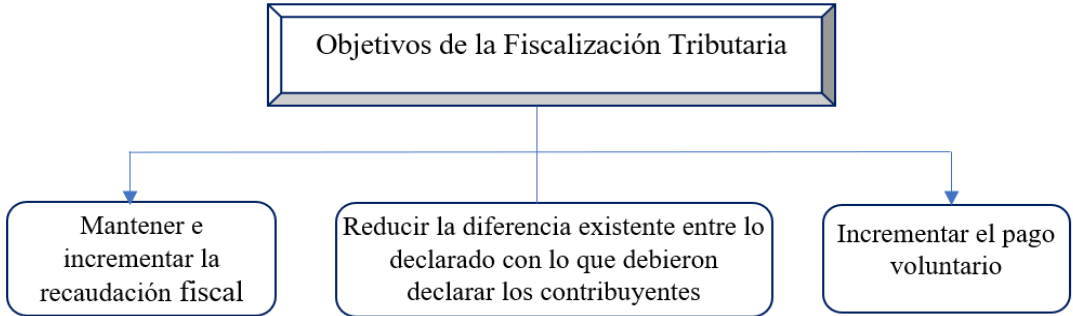 Objetivos de la Fiscalización Tributaria
Mantener e
incrementar la
recaudación fiscal
Reducir la diferencia existente entre lo
declarado con lo que debieron
declarar los contribuyentes
Incrementar el pago
voluntario